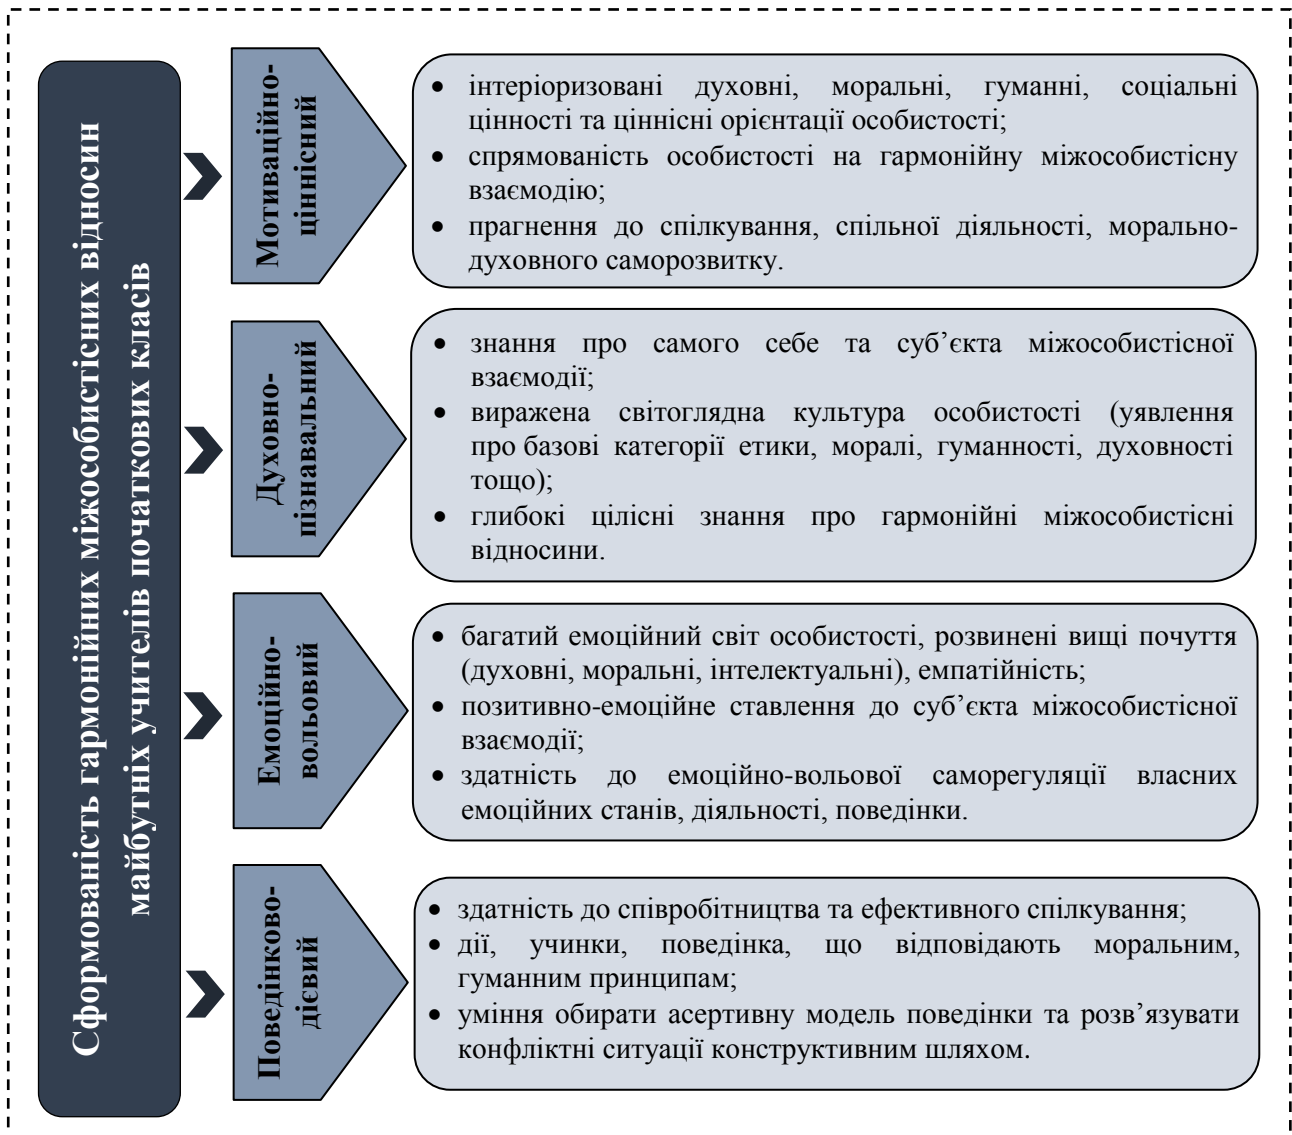 Сформованість гармонійних міжособистісних відносин
майбутніх учителів початкових класів
Мотиваційно-
ціннісний
• інтеріоризовані духовні, моральні, гуманні, соціальні
цінності та ціннісні орієнтації особистості;
• спрямованість особистості на гармонійну міжособистісну
взаємодію;
• прагнення до спілкування, спільної діяльності, морально-
духовного саморозвитку.
Духовно-
пізнавальний
• знання про самого себе та суб’єкта міжособистісної
взаємодії;
• виражена світоглядна культура особистості (уявлення
про базові категорії етики, моралі, гуманності, духовності
тощо);
• глибокі цілісні знання про гармонійні міжособистісні
відносини.
Емоційно-
вольовий
• багатий емоційний світ особистості, розвинені вищі почуття
(духовні, моральні, інтелектуальні), емпатійність;
• позитивно-емоційне ставлення до суб’єкта міжособистісної
взаємодії;
• здатність до емоційно-вольової саморегуляції власних
емоційних станів, діяльності, поведінки.
Поведінково-
дієвий
• здатність до співробітництва та ефективного спілкування;
• дії, учинки, поведінка, що відповідають моральним,
гуманним принципам;
• уміння обирати асертивну модель поведінки та розв’язувати
конфліктні ситуації конструктивним шляхом.